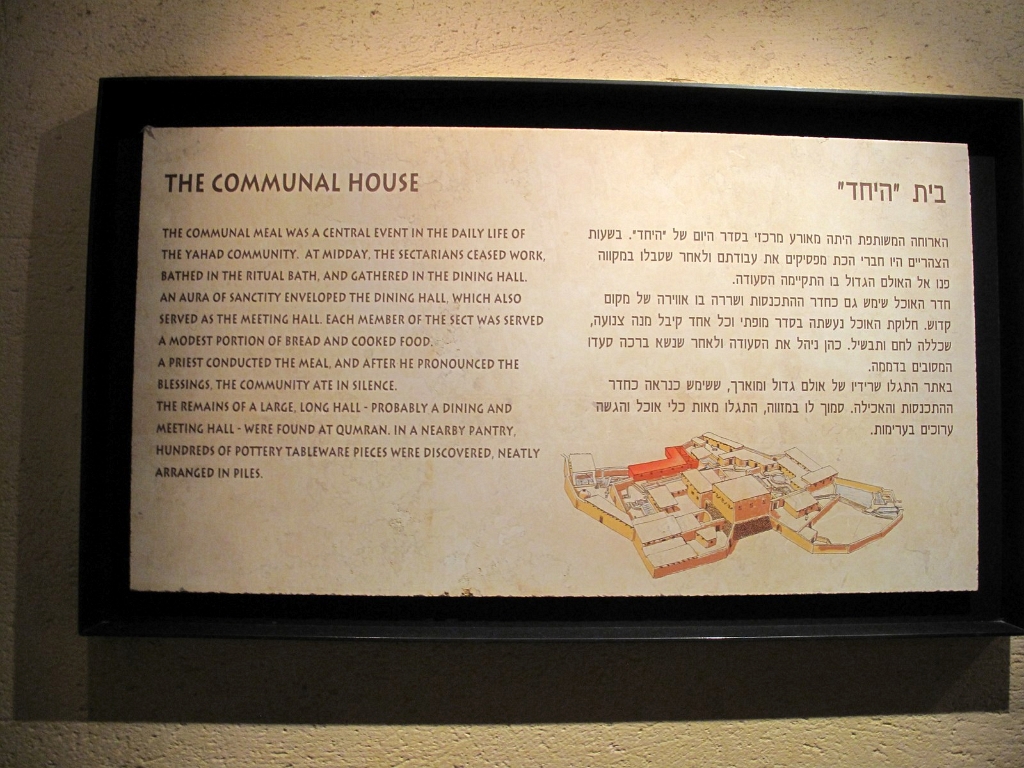 THE COMMUNAL HOUSE
THE COMMUNAL MEAL WAS A CENTRAL EVENT IN THE DAILY LIFE OF
THE YAHAD COMMUNITY. AT MIDDAY, THE SECTARIANS CEASED WORK,
BATHED IN THE RITUAL BATH, AND GATHERED IN THE DINING HALL.
AN AURA OF SANCTITY ENVELOPED THE DINING HALL, WHICH ALSO
SERVED AS THE MEETING HALL. EACH MEMBER OF THE SECT WAS SERVED
A MODEST PORTION OF BREAD AND COOKED FOOD.
A PRIEST CONDUCTED THE MEAL, AND AFTER HE PRONOUNCED THE
BLESSINGS, THE COMMUNITY ATE IN SILENCE.
THE REMAINS OF A LARGE, LONG HALL - PROBABLY A DINING AND
MEETING HALL - WERE FOUND AT QUMRAN. IN A NEARBY PANTRY,
HUNDREDS OF POTTERY TABLEWARE PIECES WERE DISCOVERED, NEATLY
ARRANGED IN PILES.
בית "היחד"
הארוחה המשותפת היתה מאורע מרכזי בסדר היום של "היחד". בשעות
הצהריים היו חברי הכת מפסיקים את עבודתם ולאחר שטבלו במקווה
פנו אל האולם הגדול בו התקיימה הסעודה.
חדר האוכל שימש גם כחדר ההתכנסות ושררה בו אווירה של מקום
קדוש. חלוקת האוכל נעשתה בסדר מופתי וכל אחד קיבל מנה צנועה,
שכללה לחם ותבשיל. כהן ניהל את הסעודה ולאחר שנשא ברכה סעדו
המסובים בדממה.
באתר התגלו שרידיו של אולם גדול ומוארך, ששימש כנראה כחדר
ההתכנסות והאכילה. סמוך לו במזווה, התגלו מאות כלי אוכל והגשה
ערוכים בערימות.